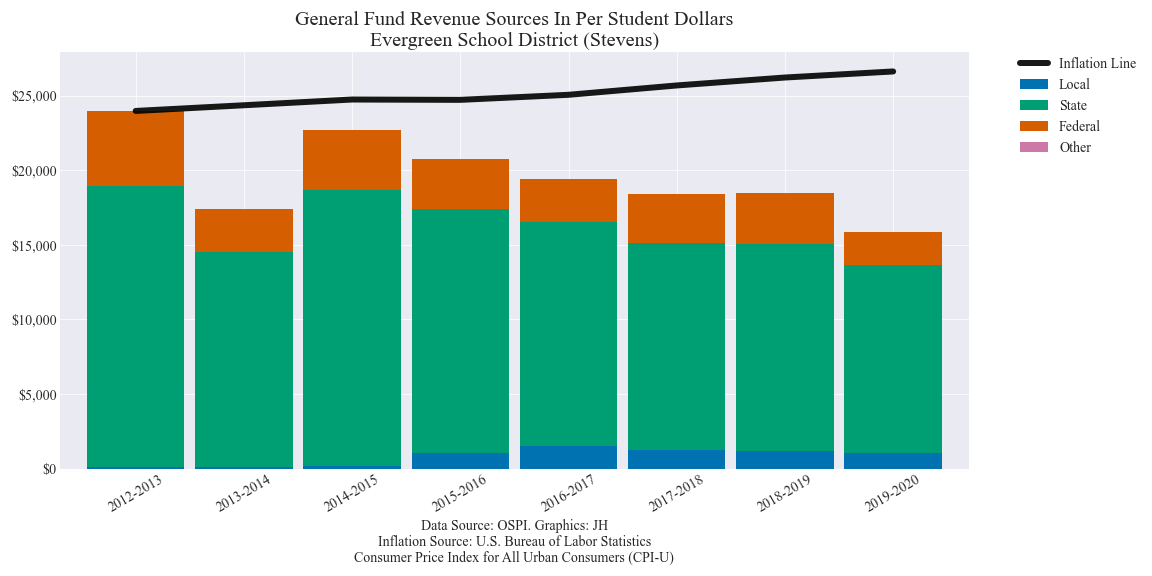 General Fund Revenue Sources In Per Student Dollars
Evergreen School District (Stevens)
Inflation Line
Local
State
Federal
Other
$25,000
$20,000
$15,000
$10,000
$5,000
$0
2012-2013
2013-2014
2014-2015
2015-2016
2016-2017
2017-2018
2018-2019
2019-2020
Data Source: OSPI. Graphics: JH
Inflation Source: U.S. Bureau of Labor Statistics
Consumer Price Index for All Urban Consumers (CPI-U)